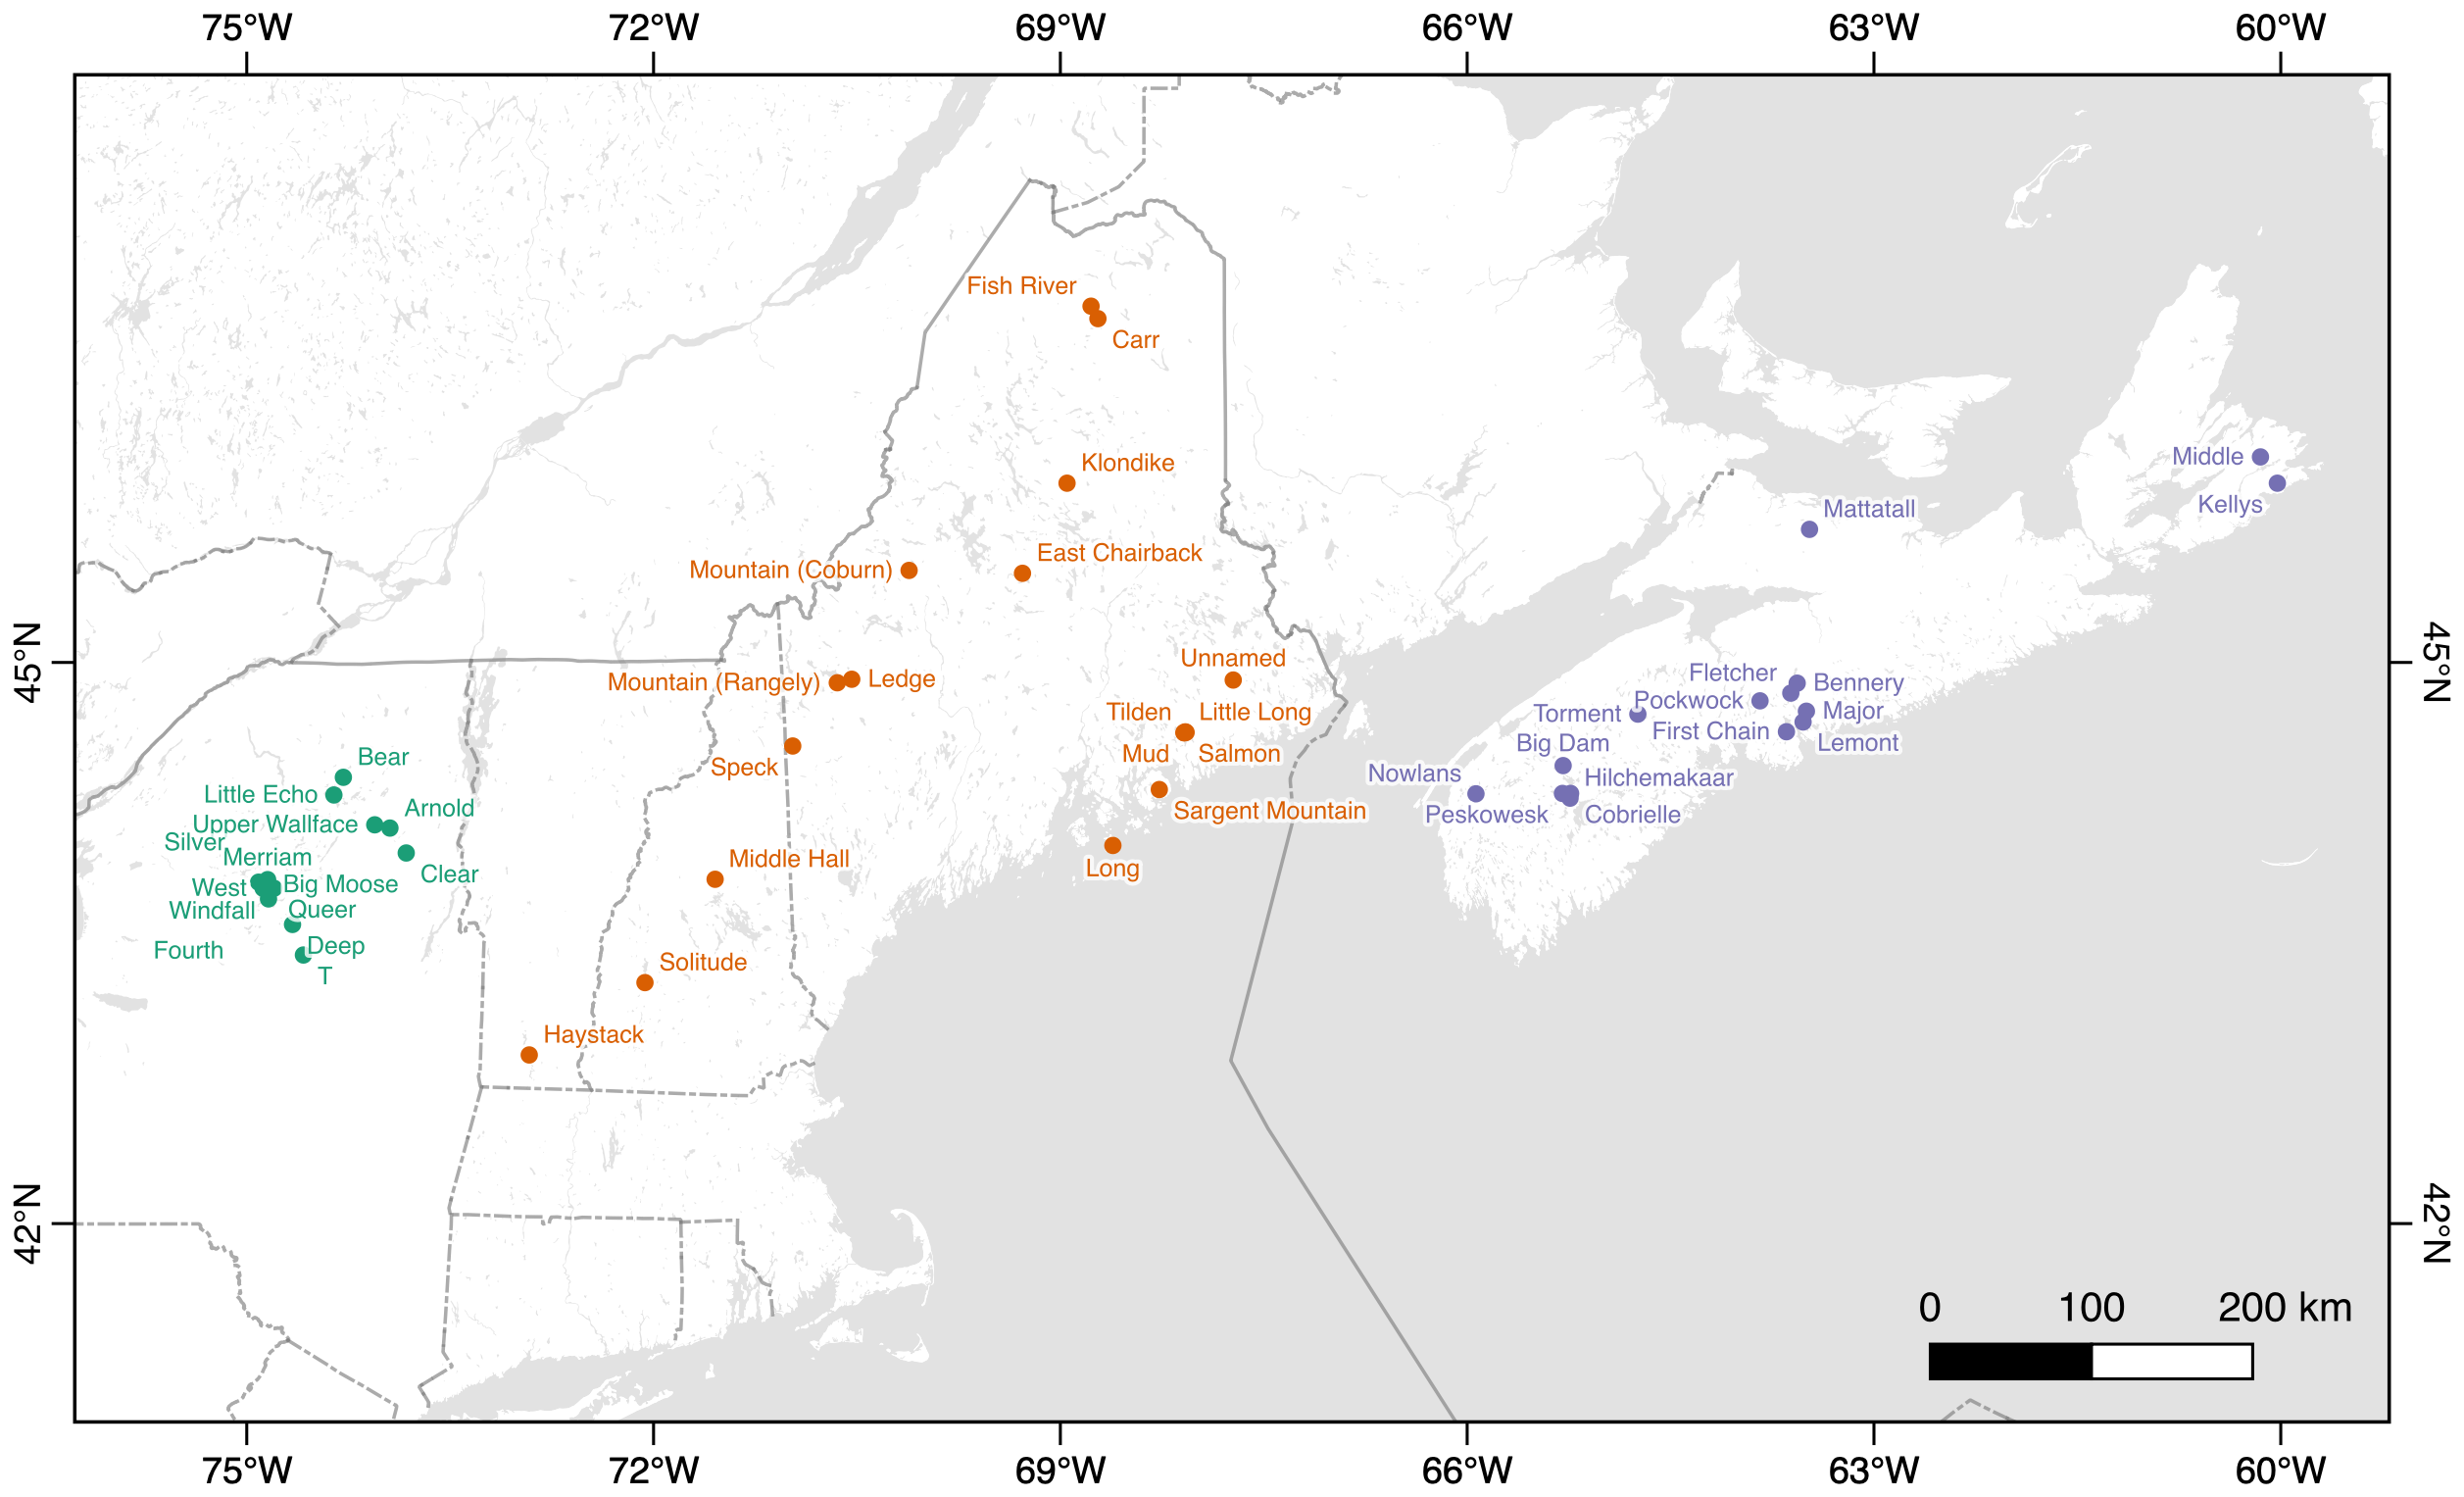 75°W 72°W 69°W 66°W 63°W 60°W
Fish River
Carr
Middle
Klondike
Kellys
Mattatall
East Chairback
Mountain (Coburn)
45°N
45°N
Unnamed
Fletcher
Mountain (Rangely)
Ledge
Bennery
Pockwock
Tilden
Little Long
Torment
Major
First Chain
Big Dam
Lemont
Bear
Mud
Salmon
Speck
Nowlans
Hilchemakaar
Little Echo
Arnold
Sargent Mountain
Peskowesk
Cobrielle
Upper Wallface
Silver
Merriam
Middle Hall
Long
Clear
West
Big Moose
Windfall
Queer
Fourth
Deep
T
Solitude
Haystack
42°N
42°N
0 100 200 km
75°W 72°W 69°W 66°W 63°W 60°W